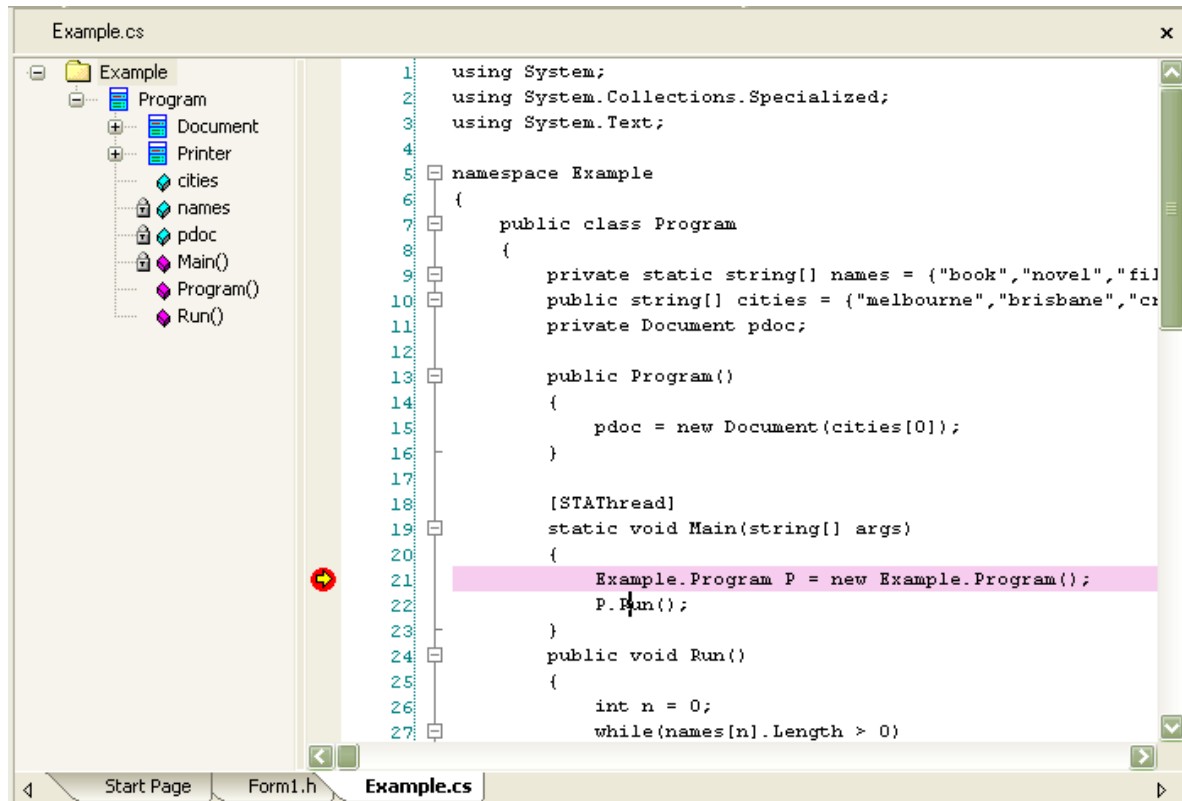 Example.cs
Example
Program
Document
Printer
cities
names
pdoc
Main()
Program()
Run()
1 using System;
2 using System.Collections.Specialized;
3 using System.Text;
4
5 namespace Example
6 {
7 public class Program
8 {
9 private static string[] names = {"book","novel","fil
10 public string[] cities = {"melbourne","brisbane","cr
11 private Document pdoc;
12
13 public Program()
14 {
15 pdoc = new Document(cities[0]);
16 }
17
18 [STAThread]
19 static void Main(string[] args)
20 {
21 Example.Program P = new Example.Program();
22 P.Run();
23 }
24 public void Run()
25 {
26 int n = 0;
27 while(names[n].Length > 0)
Start Page
Form1.h
Example.cs